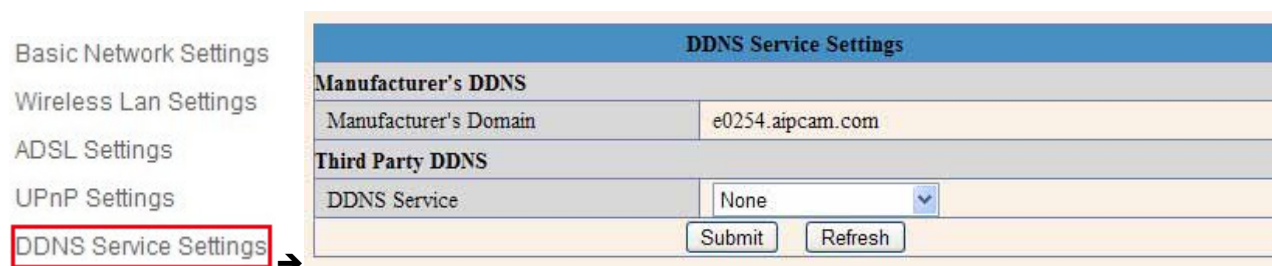 Basic Network Settings
Wireless Lan Settings
ADSL Settings
UPnP Settings
DDNS Service Settings
➔
DDNS Service Settings
Manufacturer's DDNS
Manufacturer's Domain e0254.aipcam.com
Third Party DDNS
DDNS Service None
Submit Refresh